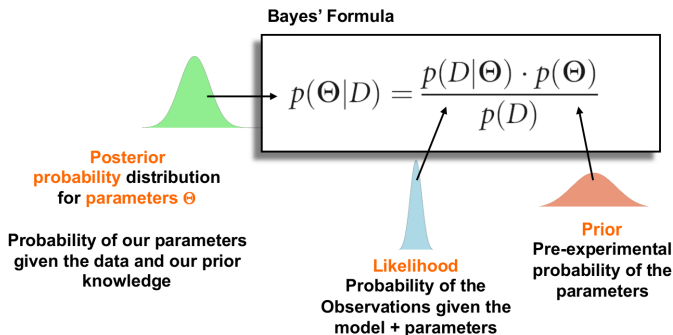 Bayes' Formula
p(Θ|D) = p(D|Θ) · p(Θ) / p(D)
Posterior
probability distribution
for parameters Θ
Probability of our parameters
given the data and our prior
knowledge
Likelihood
Probability of the
Observations given the
model + parameters
Prior
Pre-experimental
probability of the
parameters